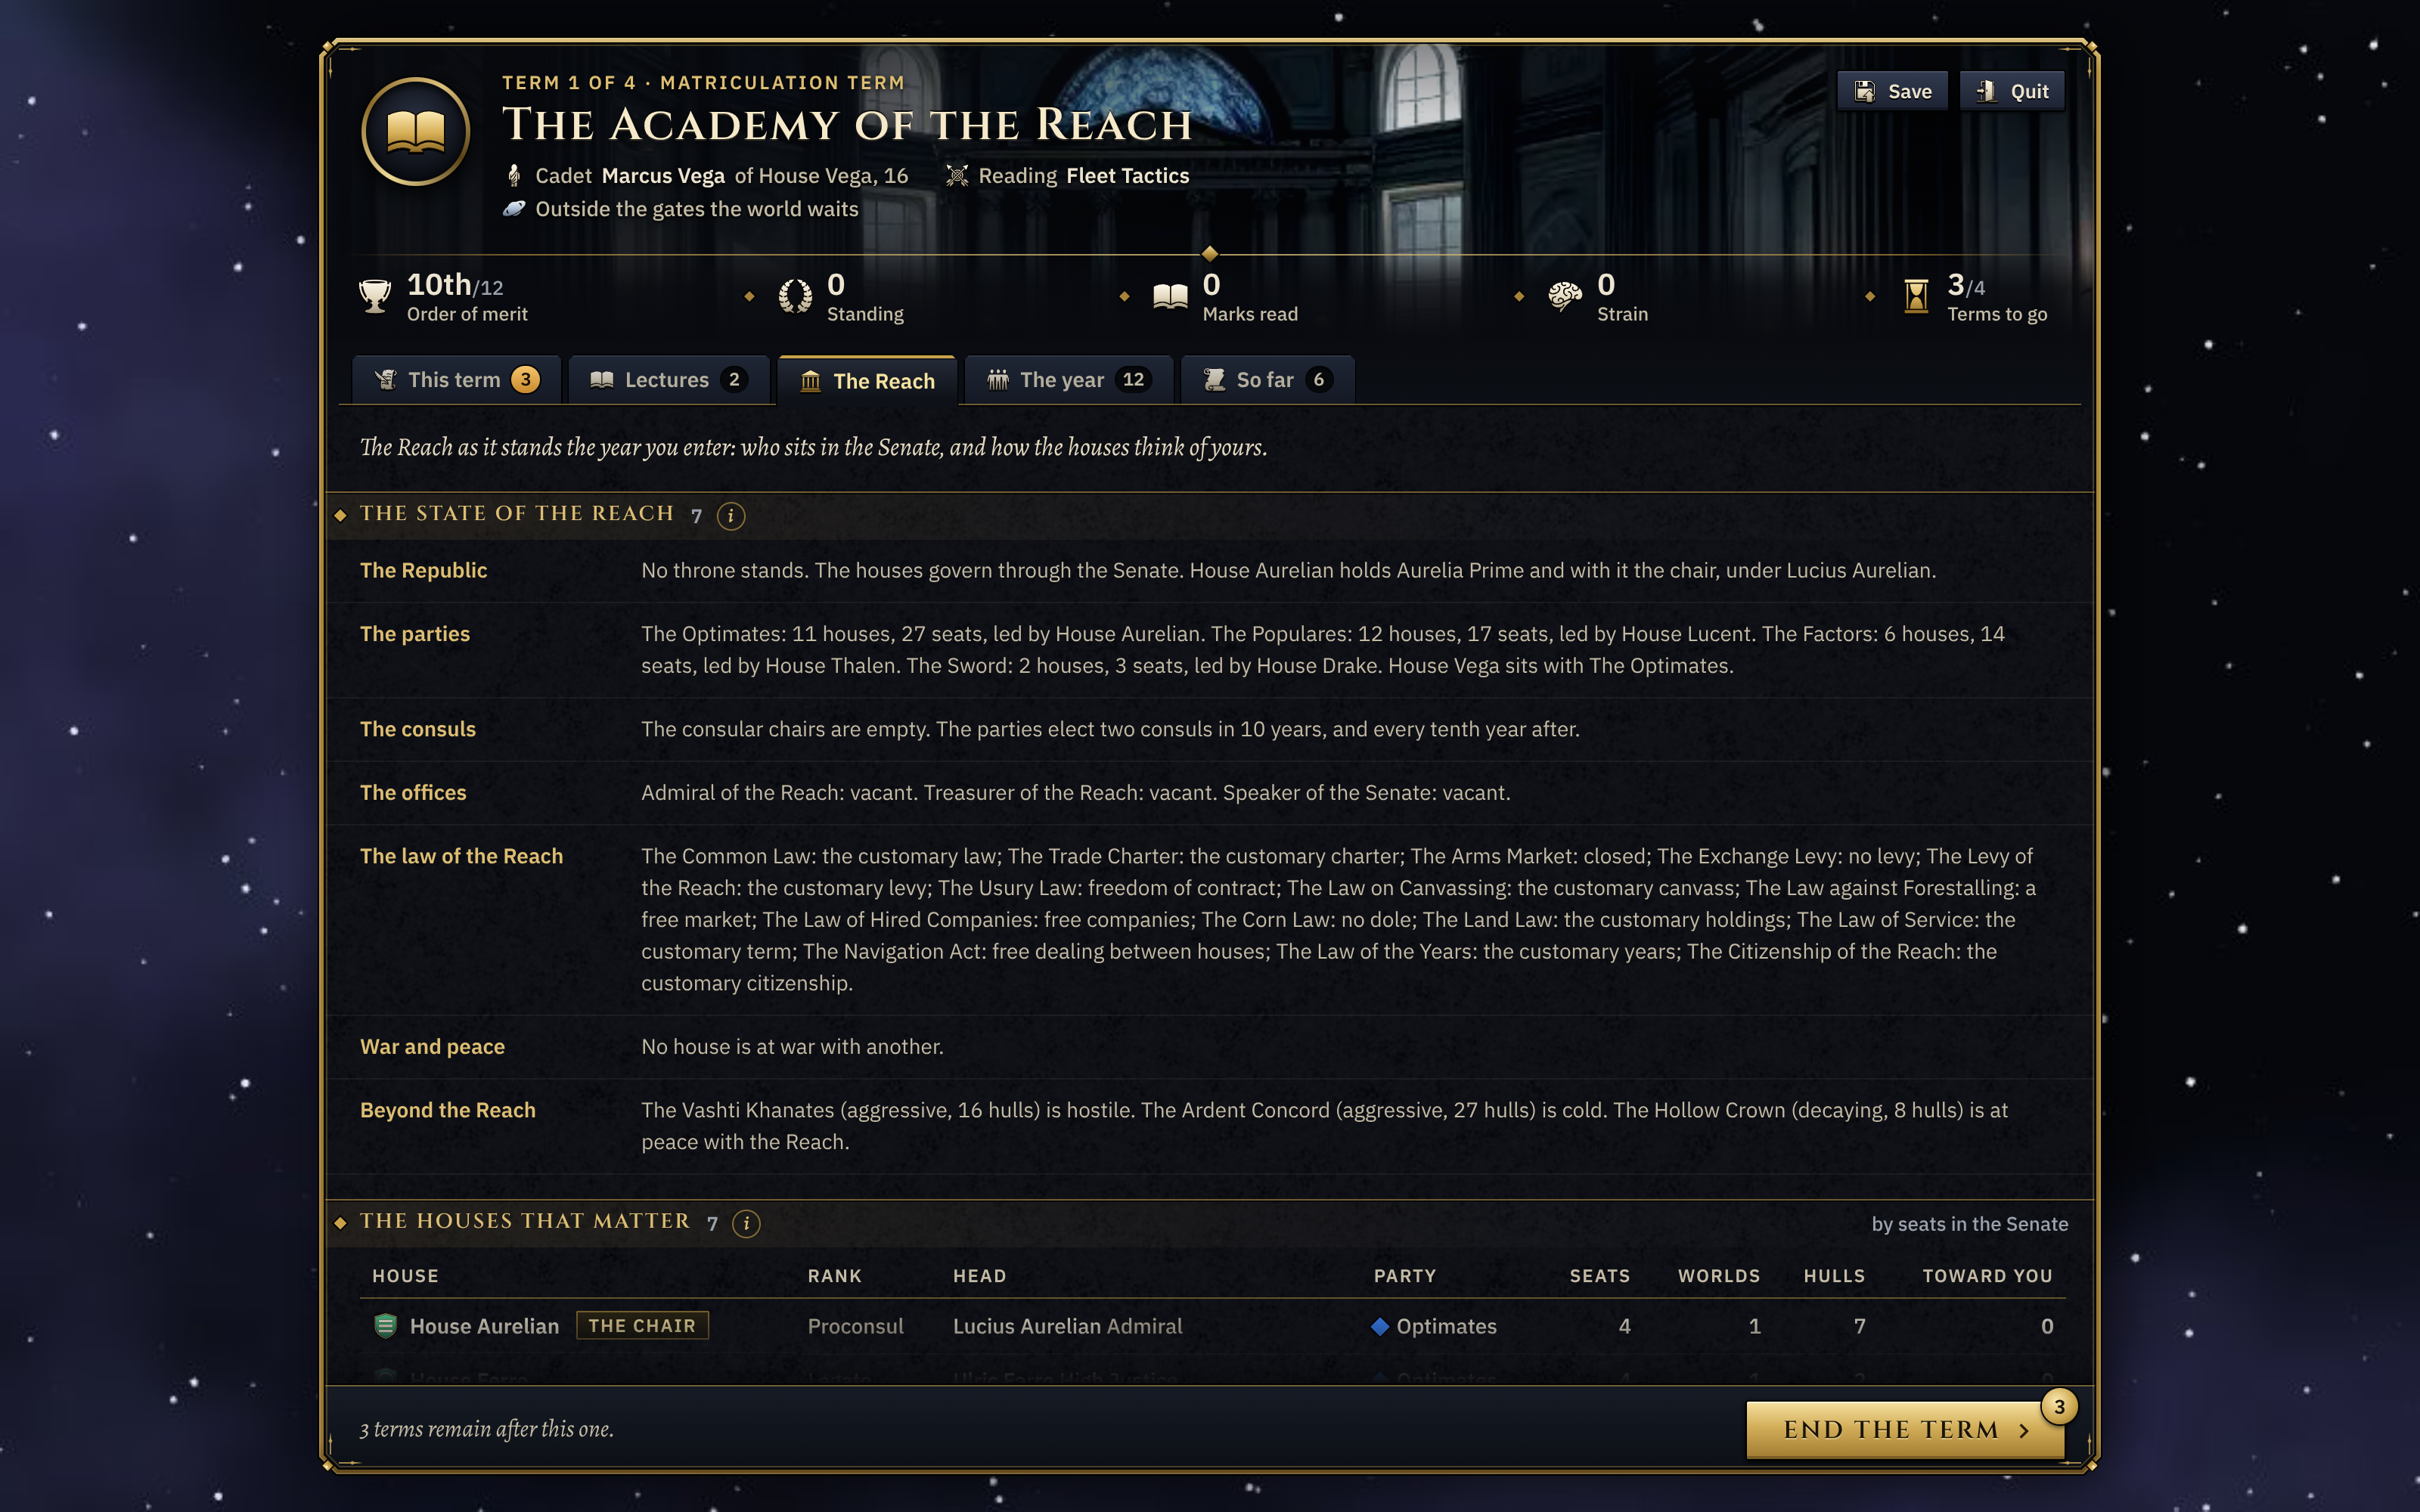 TERM 1 OF 4 · MATRICULATION TERM
THE ACADEMY OF THE REACH
Save
Quit
Cadet Marcus Vega of House Vega, 16
Reading Fleet Tactics
Outside the gates the world waits
10th/12
Order of merit
0
Standing
0
Marks read
0
Strain
3/4
Terms to go
This term 3
Lectures 2
The Reach
The year 12
So far 6
The Reach as it stands the year you enter: who sits in the Senate, and how the houses think of yours.
THE STATE OF THE REACH 7 i
The Republic
No throne stands. The houses govern through the Senate. House Aurelian holds Aurelia Prime and with it the chair, under Lucius Aurelian.
The parties
The Optimates: 11 houses, 27 seats, led by House Aurelian. The Populares: 12 houses, 17 seats, led by House Lucent. The Factors: 6 houses, 14
seats, led by House Thalen. The Sword: 2 houses, 3 seats, led by House Drake. House Vega sits with The Optimates.
The consuls
The consular chairs are empty. The parties elect two consuls in 10 years, and every tenth year after.
The offices
Admiral of the Reach: vacant. Treasurer of the Reach: vacant. Speaker of the Senate: vacant.
The law of the Reach
The Common Law: the customary law; The Trade Charter: the customary charter; The Arms Market: closed; The Exchange Levy: no levy; The Levy of
the Reach: the customary levy; The Usury Law: freedom of contract; The Law on Canvassing: the customary canvass; The Law against Forestalling: a
free market; The Law of Hired Companies: free companies; The Corn Law: no dole; The Land Law: the customary holdings; The Law of Service: the
customary term; The Navigation Act: free dealing between houses; The Law of the Years: the customary years; The Citizenship of the Reach: the
customary citizenship.
War and peace
No house is at war with another.
Beyond the Reach
The Vashti Khanates (aggressive, 16 hulls) is hostile. The Ardent Concord (aggressive, 27 hulls) is cold. The Hollow Crown (decaying, 8 hulls) is at
peace with the Reach.
THE HOUSES THAT MATTER 7 i
by seats in the Senate
HOUSE RANK HEAD PARTY SEATS WORLDS HULLS TOWARD YOU
House Aurelian THE CHAIR Proconsul Lucius Aurelian Admiral Optimates 4 1 7 0
3 terms remain after this one.
END THE TERM 3